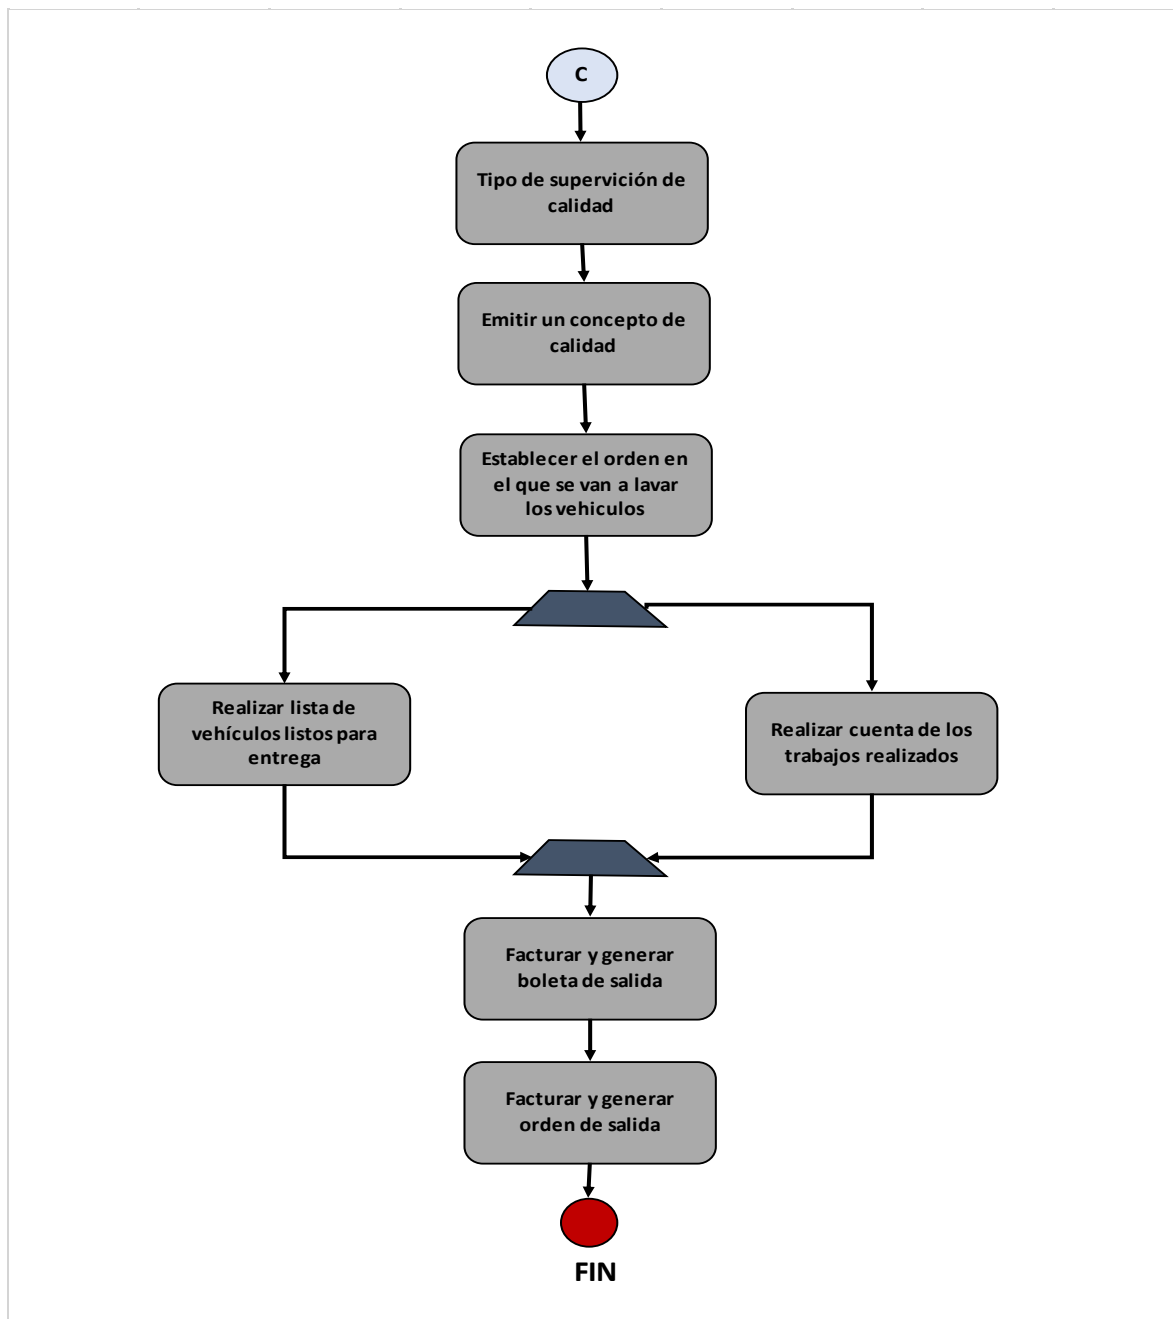 C
Tipo de supervición de
calidad
Emitir un concepto de
calidad
Establecer el orden en
el que se van a lavar
los vehiculos
Realizar lista de
vehículos listos para
entrega
Realizar cuenta de los
trabajos realizados
Facturar y generar
boleta de salida
Facturar y generar
orden de salida
FIN